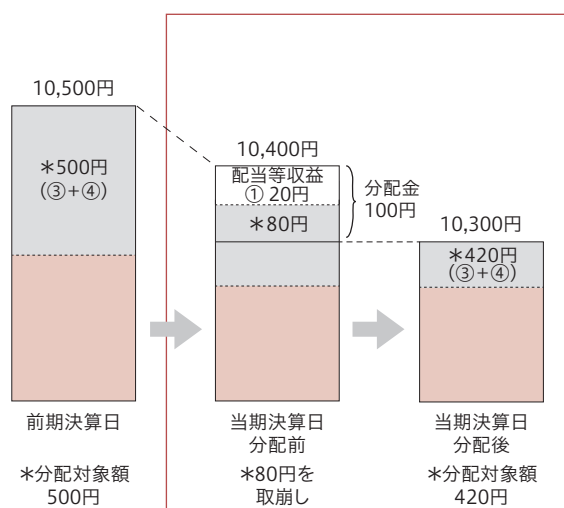 10,500円
＊500円
(③+④)
前期決算日
＊分配対象額
500円
10,400円
配当等収益
① 20円
＊80円
分配金
100円
当期決算日
分配前
＊80円を
取崩し
10,300円
＊420円
(③+④)
当期決算日
分配後
＊分配対象額
420円